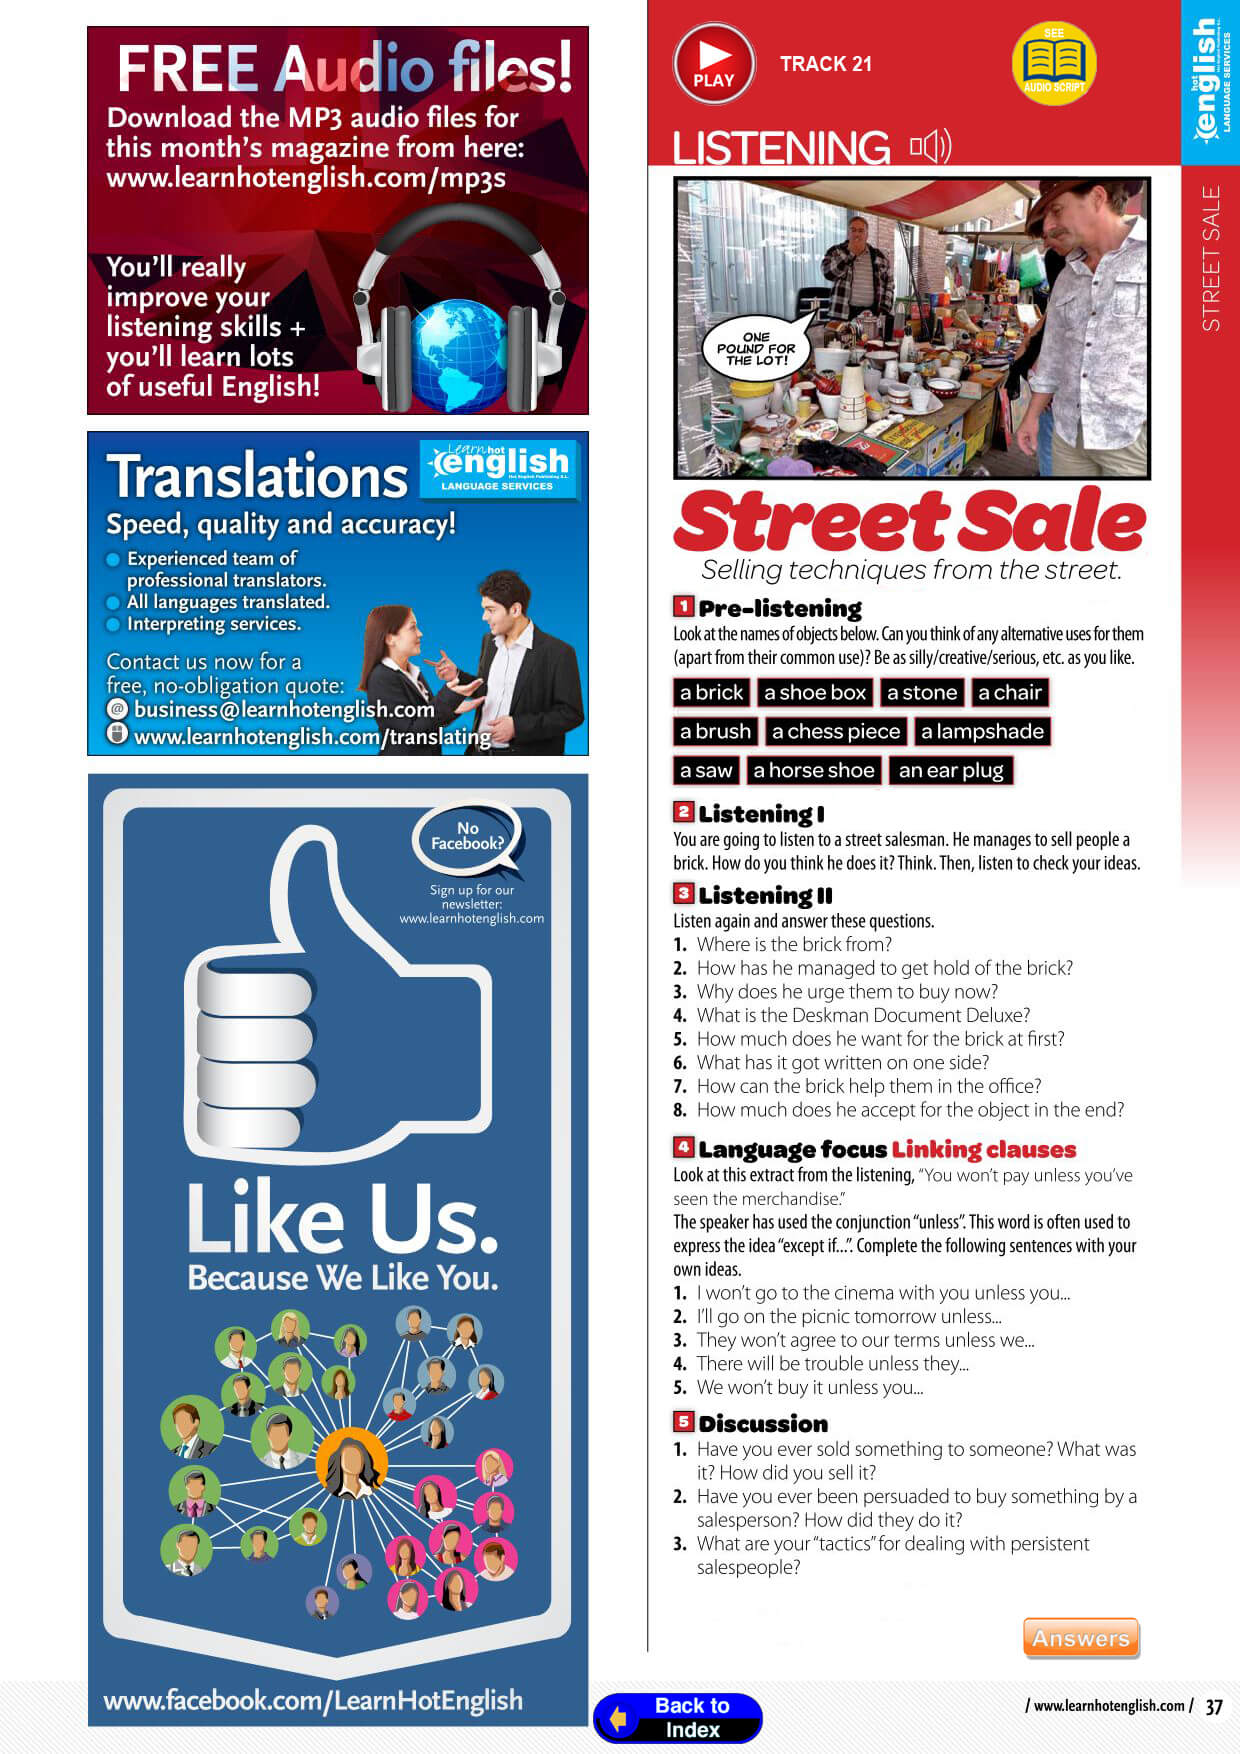 FREE Audio files!
Download the MP3 audio files for
this month's magazine from here:
www.learnhotenglish.com/mp3s
You'll really
improve your
listening skills +
you'll learn lots
of useful English!
Translations
Learn hot
english
LANGUAGE SERVICES
Speed, quality and accuracy!
Experienced team of
professional translators.
All languages translated.
Interpreting services.
Contact us now for a
free, no-obligation quote:
@ business@learnhotenglish.com
www.learnhotenglish.com/translating
No
Facebook?
Sign up for our
newsletter:
www.learnhotenglish.com
Like Us.
Because We Like You.
www.facebook.com/LearnHotEnglish
PLAY
TRACK 21
SEE
AUDIO SCRIPT
LISTENING
hot
english
LANGUAGE SERVICES
STREET SALE
ONE
POUND FOR
THE LOT!
Street Sale
Selling techniques from the street.
1 Pre-listening
Look at the names of objects below. Can you think of any alternative uses for them
(apart from their common use)? Be as silly/creative/serious, etc. as you like.
a brick a shoe box a stone a chair
a brush a chess piece a lampshade
a saw a horse shoe an ear plug
2 Listening I
You are going to listen to a street salesman. He manages to sell people a
brick. How do you think he does it? Think. Then, listen to check your ideas.
3 Listening II
Listen again and answer these questions.
1. Where is the brick from?
2. How has he managed to get hold of the brick?
3. Why does he urge them to buy now?
4. What is the Deskman Document Deluxe?
5. How much does he want for the brick at first?
6. What has it got written on one side?
7. How can the brick help them in the office?
8. How much does he accept for the object in the end?
4 Language focus Linking clauses
Look at this extract from the listening, "You won't pay unless you've
seen the merchandise."
The speaker has used the conjunction "unless". This word is often used to
express the idea "except if...". Complete the following sentences with your
own ideas.
1. I won't go to the cinema with you unless you...
2. I'll go on the picnic tomorrow unless...
3. They won't agree to our terms unless we...
4. There will be trouble unless they...
5. We won't buy it unless you...
5 Discussion
1. Have you ever sold something to someone? What was
it? How did you sell it?
2. Have you ever been persuaded to buy something by a
salesperson? How did they do it?
3. What are your "tactics" for dealing with persistent
salespeople?
Answers
Back to
Index
/ www.learnhotenglish.com / 37